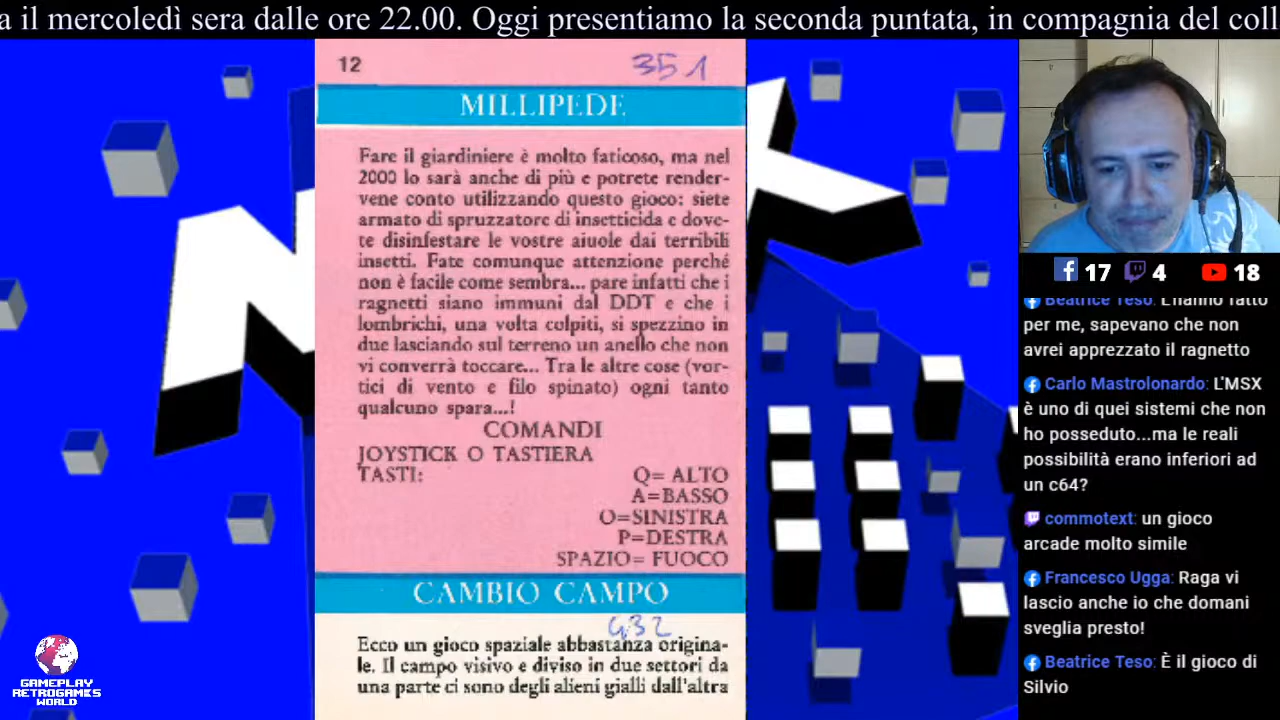 a il mercoledì sera dalle ore 22.00. Oggi presentiamo la seconda puntata, in compagnia del coll
12
351
MILLIPEDE
Fare il giardiniere è molto faticoso, ma nel
2000 lo sarà anche di più e potrete render-
vene conto utilizzando questo gioco: siete
armato di spruzzatore di insetticida e dove-
te disinfestare le vostre aiuole dai terribili
insetti. Fate comunque attenzione perché
non è facile come sembra... pare infatti che i
ragnetti siano immuni dal DDT e che i
lombrichi, una volta colpiti, si spezzino in
due lasciando sul terreno un anello che non
vi converrà toccare... Tra le altre cose (vor-
tici di vento e filo spinato) ogni tanto
qualcuno spara...!
COMANDI
JOYSTICK O TASTIERA
TASTI: Q= ALTO
A=BASSO
O=SINISTRA
P=DESTRA
SPAZIO= FUOCO
CAMBIO CAMPO
432
Ecco un gioco spaziale abbastanza origina-
le. Il campo visivo e diviso in due settori da
una parte ci sono degli alieni gialli dall'altra
17 4 18
Beatrice Teso: L'hanno fatto
per me, sapevano che non
avrei apprezzato il ragnetto
Carlo Mastrolonardo: L'MSX
è uno di quei sistemi che non
ho posseduto...ma le reali
possibilità erano inferiori ad
un c64?
commotext: un gioco
arcade molto simile
Francesco Ugga: Raga vi
lascio anche io che domani
sveglia presto!
Beatrice Teso: È il gioco di
Silvio
GAMEPLAY
RETROGAMES
WORLD